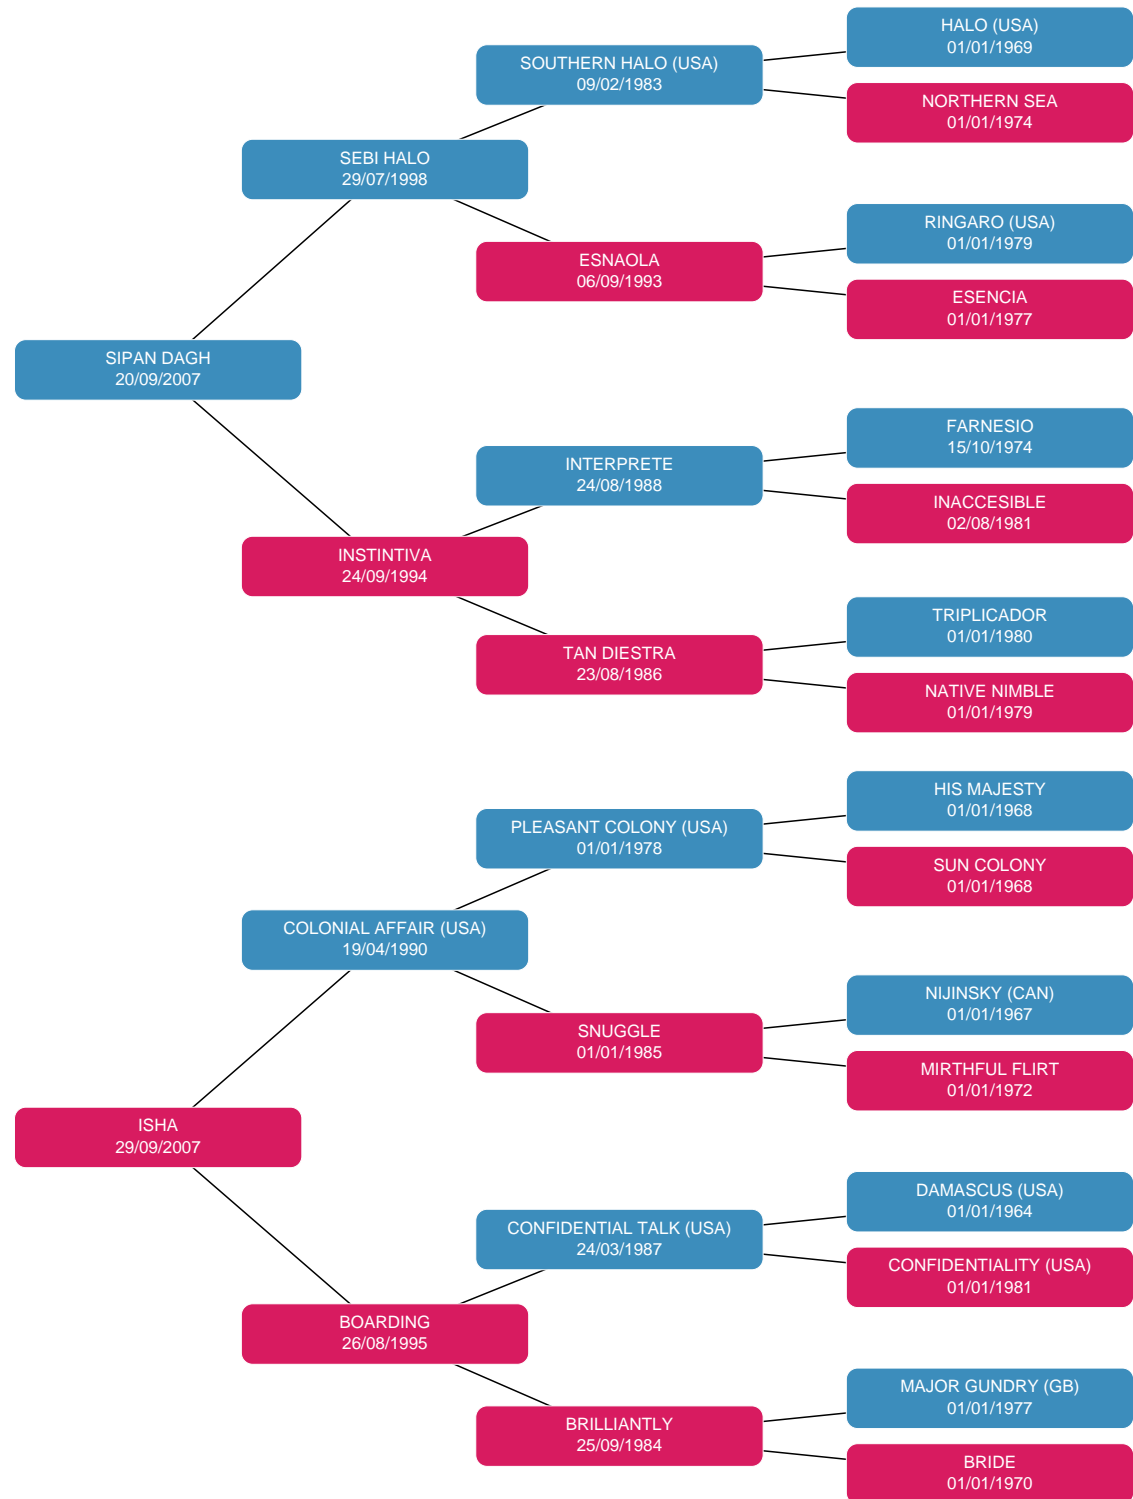 HALO (USA)
01/01/1969
SOUTHERN HALO (USA)
09/02/1983
NORTHERN SEA
01/01/1974
SEBI HALO
29/07/1998
RINGARO (USA)
01/01/1979
ESNAOLA
06/09/1993
ESENCIA
01/01/1977
SIPAN DAGH
20/09/2007
FARNESIO
15/10/1974
INTERPRETE
24/08/1988
INACCESIBLE
02/08/1981
INSTINTIVA
24/09/1994
TRIPLICADOR
01/01/1980
TAN DIESTRA
23/08/1986
NATIVE NIMBLE
01/01/1979
HIS MAJESTY
01/01/1968
PLEASANT COLONY (USA)
01/01/1978
SUN COLONY
01/01/1968
COLONIAL AFFAIR (USA)
19/04/1990
NIJINSKY (CAN)
01/01/1967
SNUGGLE
01/01/1985
MIRTHFUL FLIRT
01/01/1972
ISHA
29/09/2007
DAMASCUS (USA)
01/01/1964
CONFIDENTIAL TALK (USA)
24/03/1987
CONFIDENTIALITY (USA)
01/01/1981
BOARDING
26/08/1995
MAJOR GUNDRY (GB)
01/01/1977
BRILLIANTLY
25/09/1984
BRIDE
01/01/1970